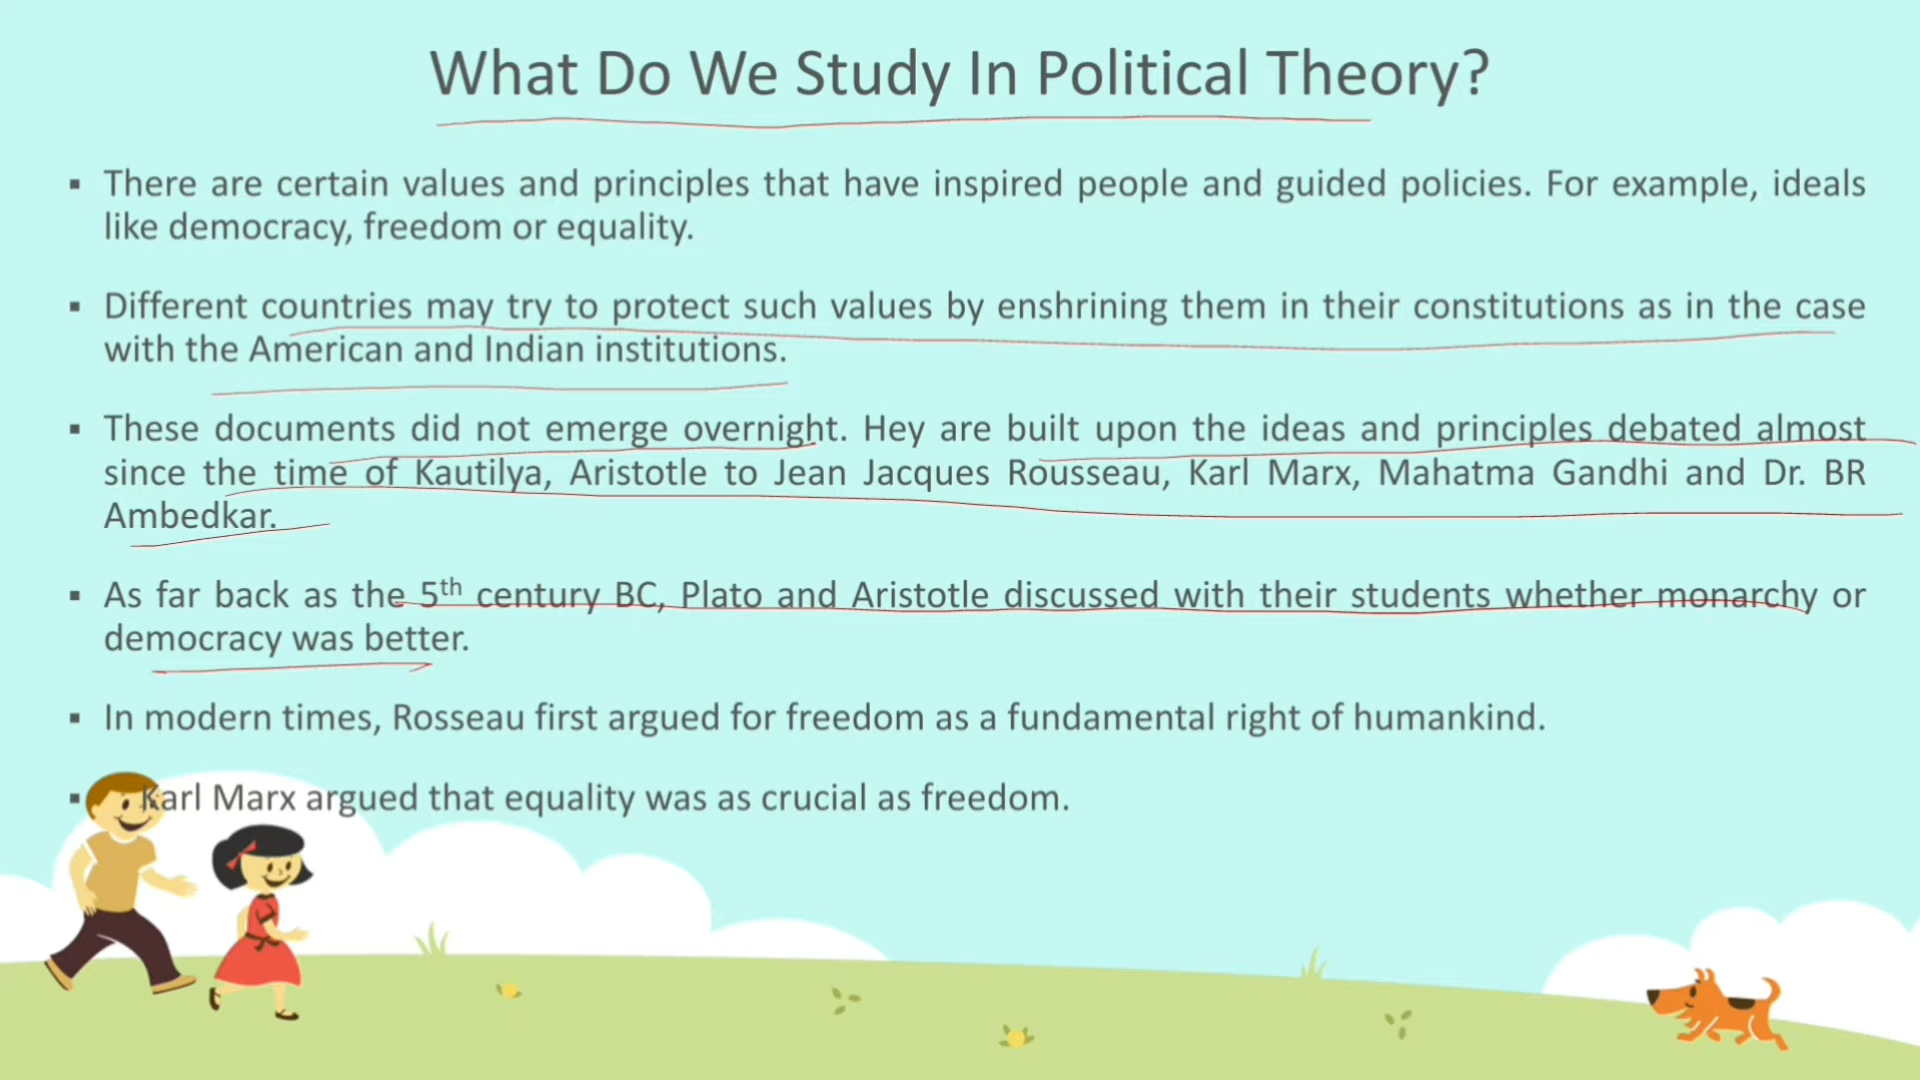 What Do We Study In Political Theory?
▪ There are certain values and principles that have inspired people and guided policies. For example, ideals
like democracy, freedom or equality.
▪ Different countries may try to protect such values by enshrining them in their constitutions as in the case
with the American and Indian institutions.
▪ These documents did not emerge overnight. Hey are built upon the ideas and principles debated almost
since the time of Kautilya, Aristotle to Jean Jacques Rousseau, Karl Marx, Mahatma Gandhi and Dr. BR
Ambedkar.
▪ As far back as the 5th century BC, Plato and Aristotle discussed with their students whether monarchy or
democracy was better.
▪ In modern times, Rosseau first argued for freedom as a fundamental right of humankind.
▪ Karl Marx argued that equality was as crucial as freedom.